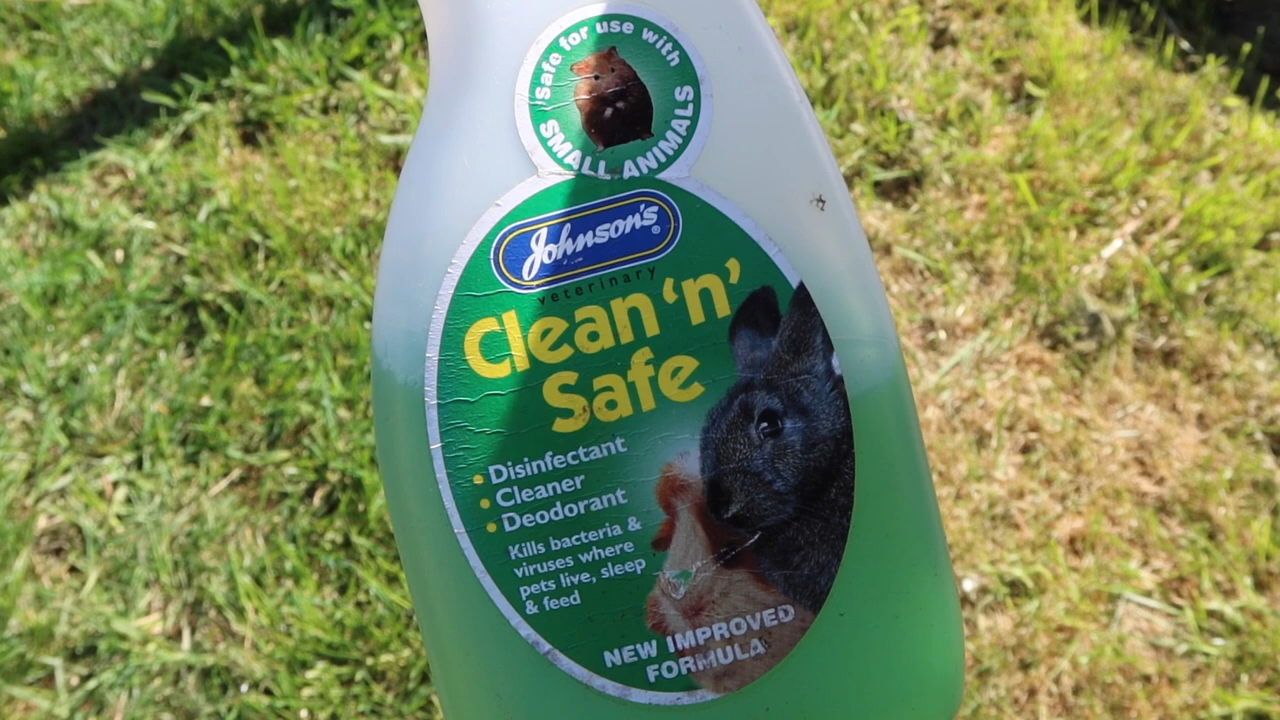 Safe for use with
SMALL ANIMALS
Johnson's®
veterinary
Clean 'n'
Safe
• Disinfectant
• Cleaner
• Deodorant
Kills bacteria &
viruses where
pets live, sleep
& feed
NEW IMPROVED
FORMULA